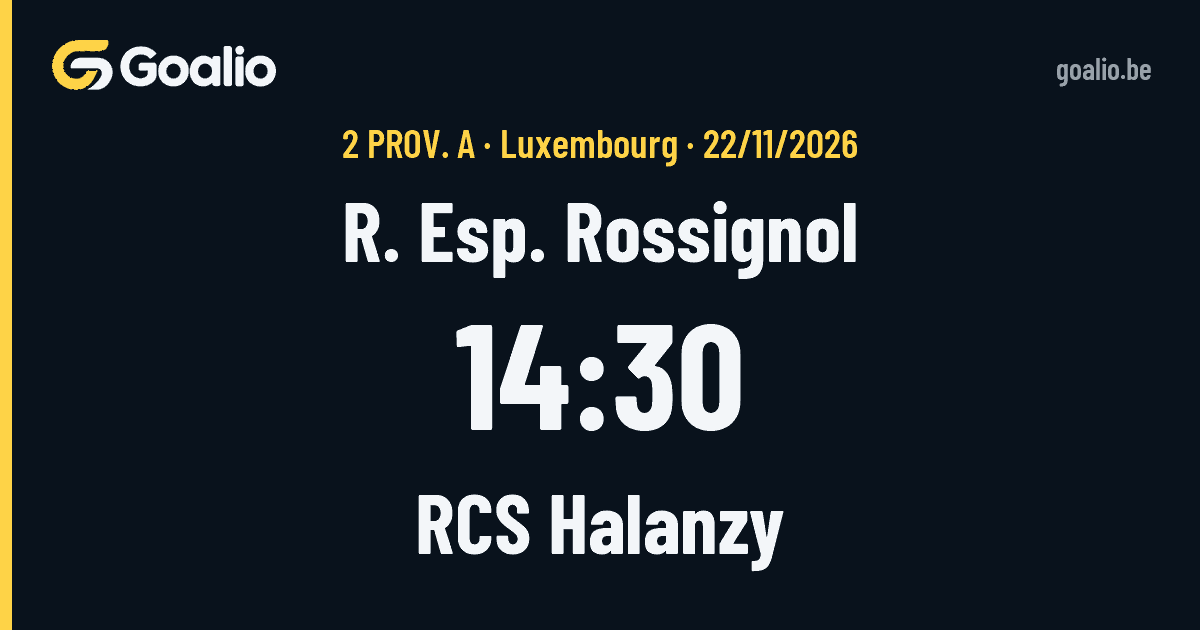 Goalio
goalio.be
2 PROV. A · Luxembourg · 22/11/2026
R. Esp. Rossignol
14:30
RCS Halanzy